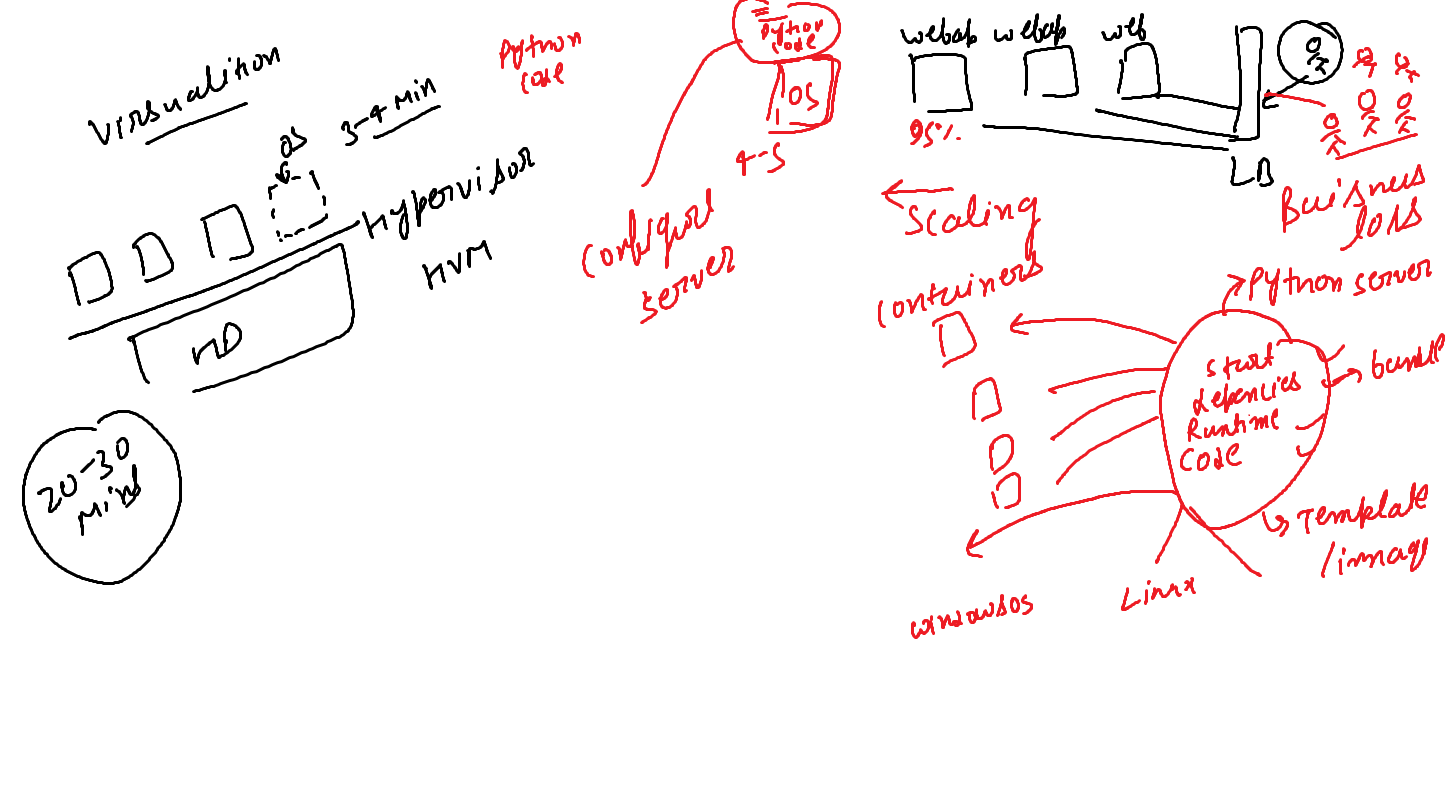 virsualition
OS
3-4 Min
Hypervisor
HVM
HD
20-30
Mins
Python
code
Python
code
OS
4-5
Configure
server
webap webap web
95%
LB
Buisness
loss
Scaling
Containers
Python server
start
depencies
Runtime
Code
bundle
Template
/immage
windowsos
Linux